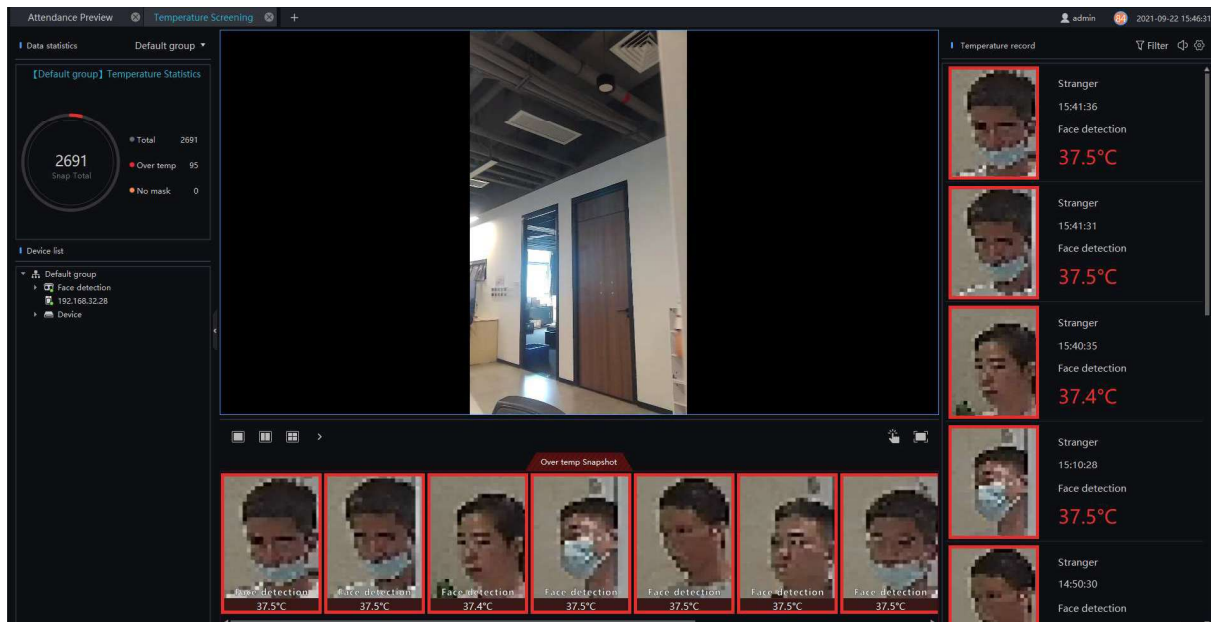 Attendance Preview
Temperature Screening
+
admin
84
2021-09-22 15:46:31
Data statistics
Default group
【Default group】Temperature Statistics
2691
Snap Total
Total 2691
Over temp 95
No mask 0
Device list
Default group
Face detection
192.168.32.28
Device
Over temp Snapshot
Face detection
37.5°C
Face detection
37.5°C
Face detection
37.4°C
Face detection
37.5°C
Face detection
37.5°C
Face detection
37.5°C
Face detection
37.5°C
Temperature record
Filter
Stranger
15:41:36
Face detection
37.5°C
Stranger
15:41:31
Face detection
37.5°C
Stranger
15:40:35
Face detection
37.4°C
Stranger
15:10:28
Face detection
37.5°C
Stranger
14:50:30
Face detection